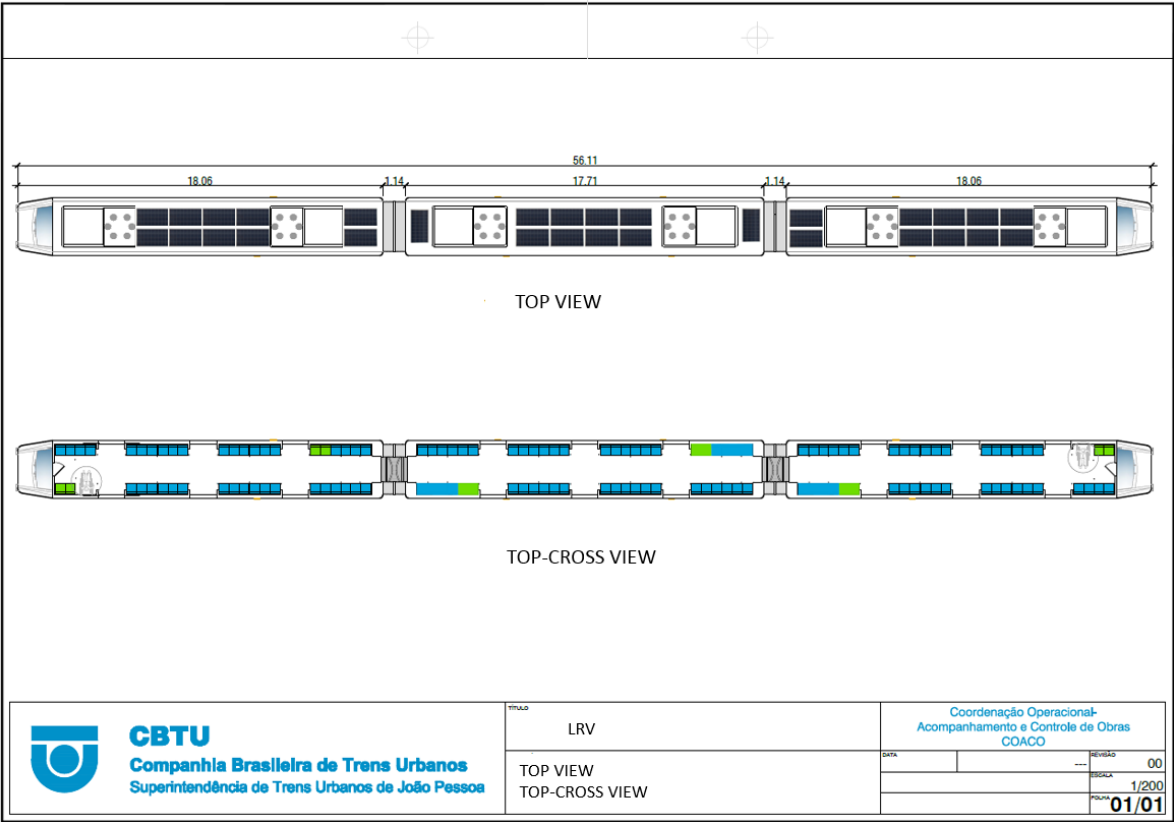 56.11
18.06 1.14 17.71 1.14 18.06
TOP VIEW
TOP-CROSS VIEW
CBTU
Companhia Brasileira de Trens Urbanos
Superintendência de Trens Urbanos de João Pessoa
TÍTULO
LRV
TOP VIEW
TOP-CROSS VIEW
Coordenação Operacional-
Acompanhamento e Controle de Obras
COACO
DATA
---
REVISÃO
00
ESCALA
1/200
FOLHA
01/01